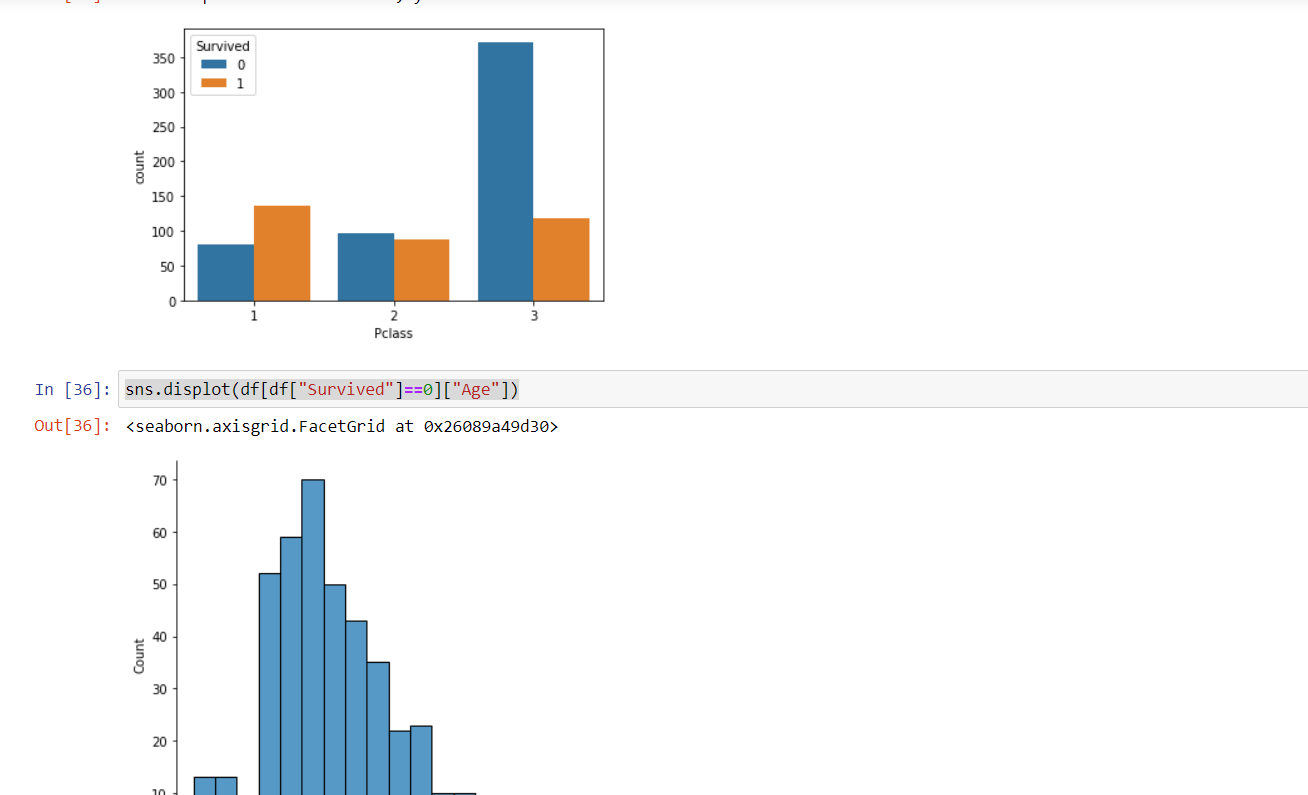 Survived
0
1
350
300
250
200
150
100
50
0
count
1 2 3
Pclass
In [36]: sns.displot(df[df["Survived"]==0]["Age"])
Out[36]: <seaborn.axisgrid.FacetGrid at 0x26089a49d30>
70
60
50
40
30
20
10
Count